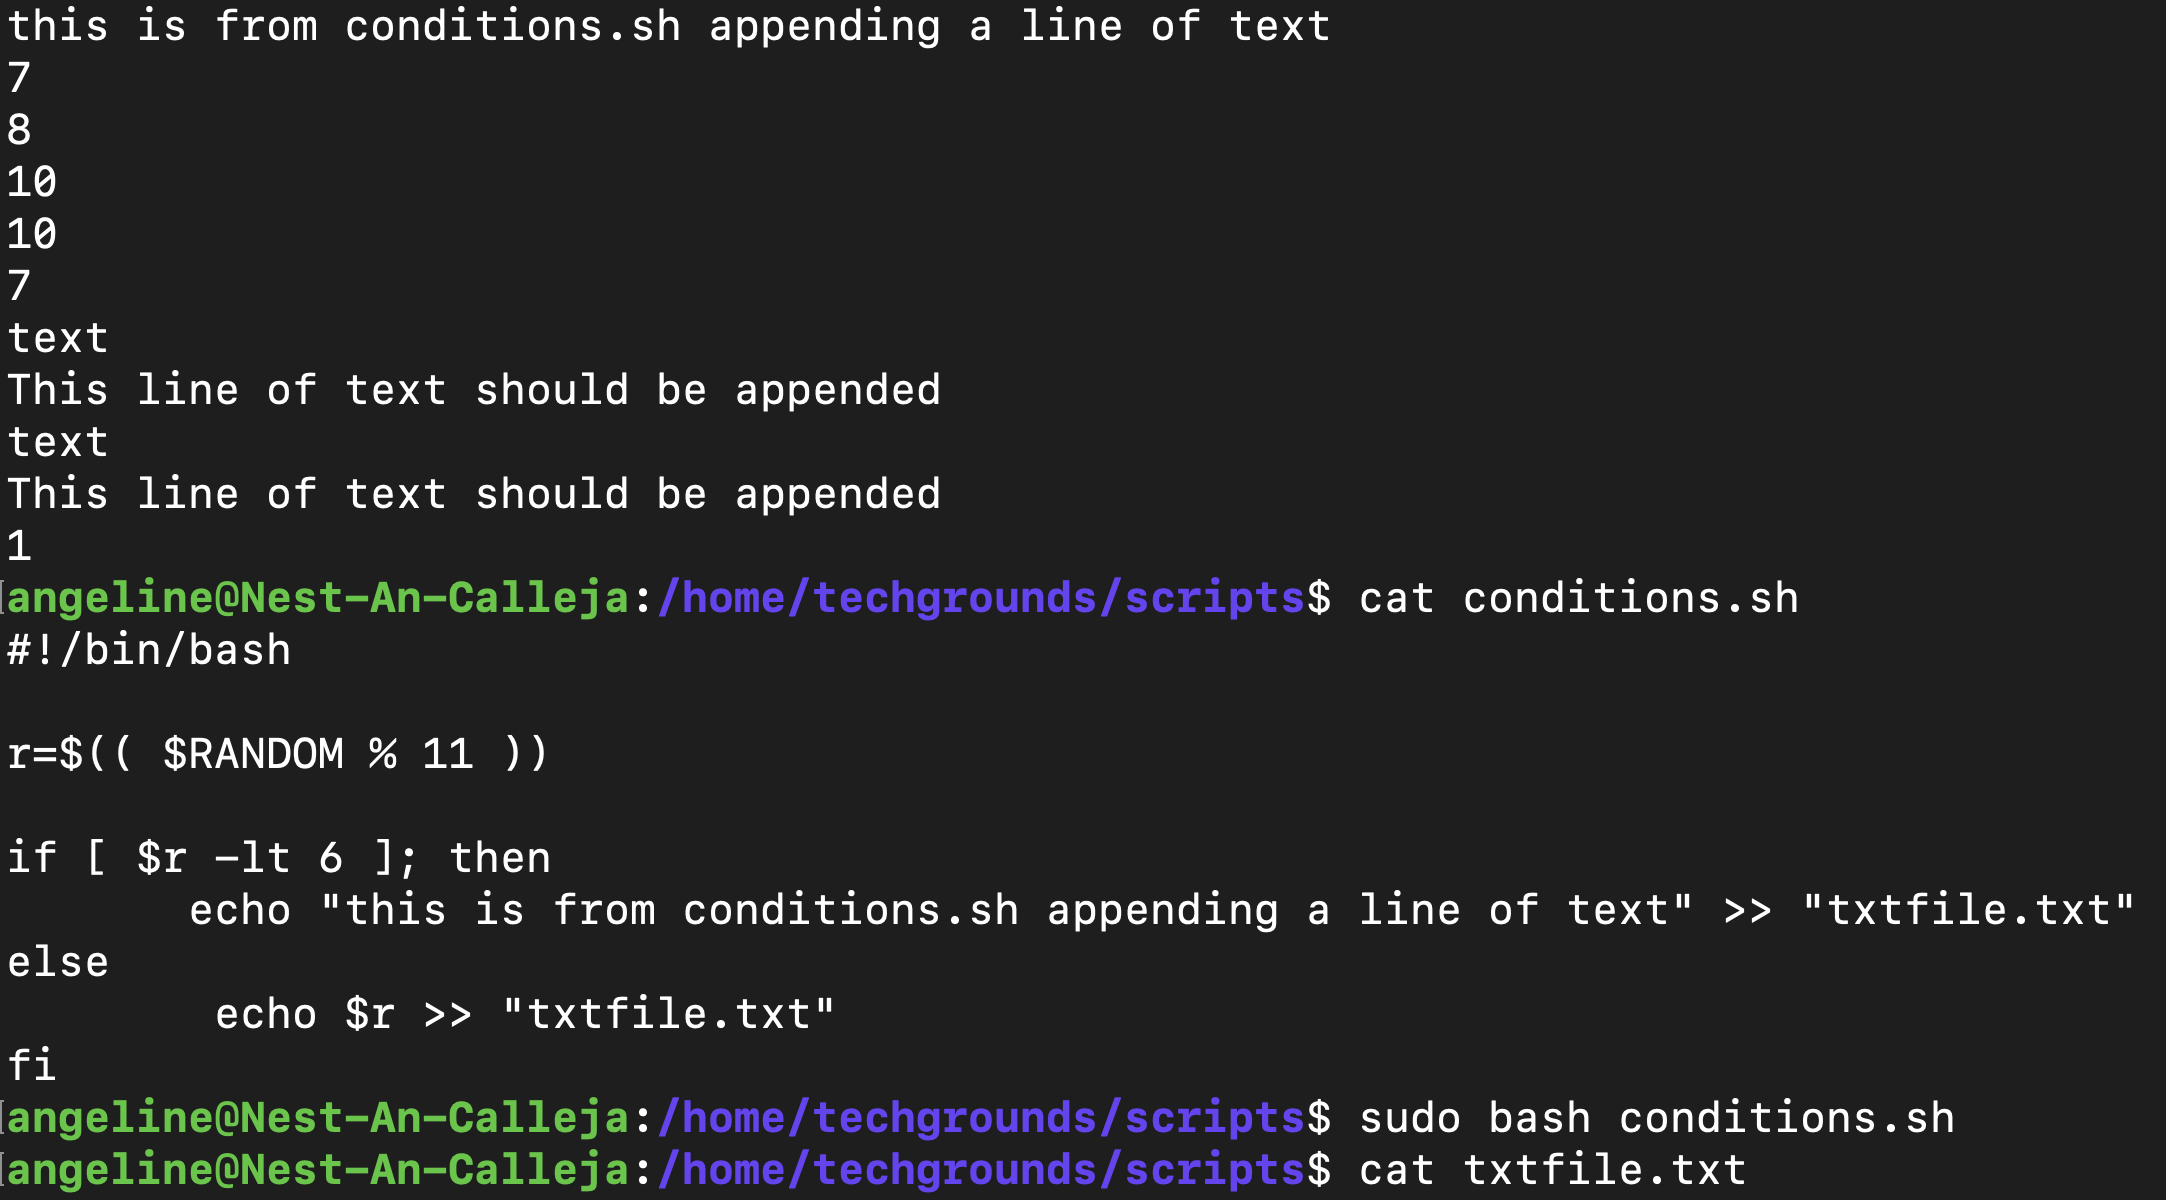 this is from conditions.sh appending a line of text
7
8
10
10
7
text
This line of text should be appended
text
This line of text should be appended
1
angeline@Nest-An-Calleja:/home/techgrounds/scripts$ cat conditions.sh
#!/bin/bash

r=$(( $RANDOM % 11 ))

if [ $r -lt 6 ]; then
       echo "this is from conditions.sh appending a line of text" >> "txtfile.txt"
else
        echo $r >> "txtfile.txt"
fi
angeline@Nest-An-Calleja:/home/techgrounds/scripts$ sudo bash conditions.sh
angeline@Nest-An-Calleja:/home/techgrounds/scripts$ cat txtfile.txt